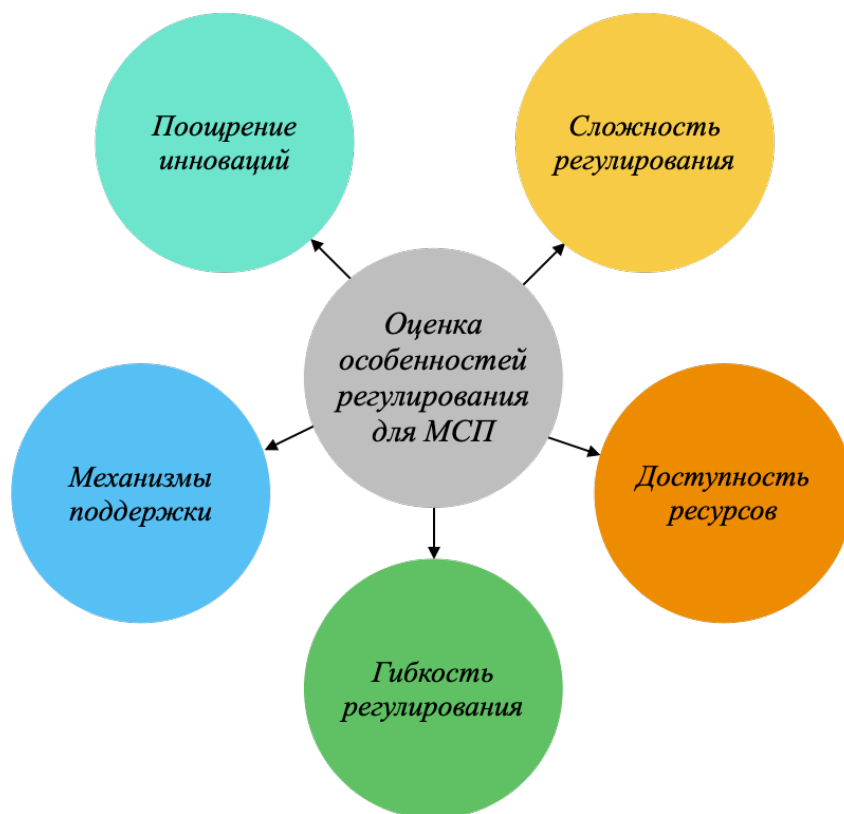 Поощрение
инноваций
Сложность
регулирования
Оценка
особенностей
регулирования
для МСП
Механизмы
поддержки
Доступность
ресурсов
Гибкость
регулирования